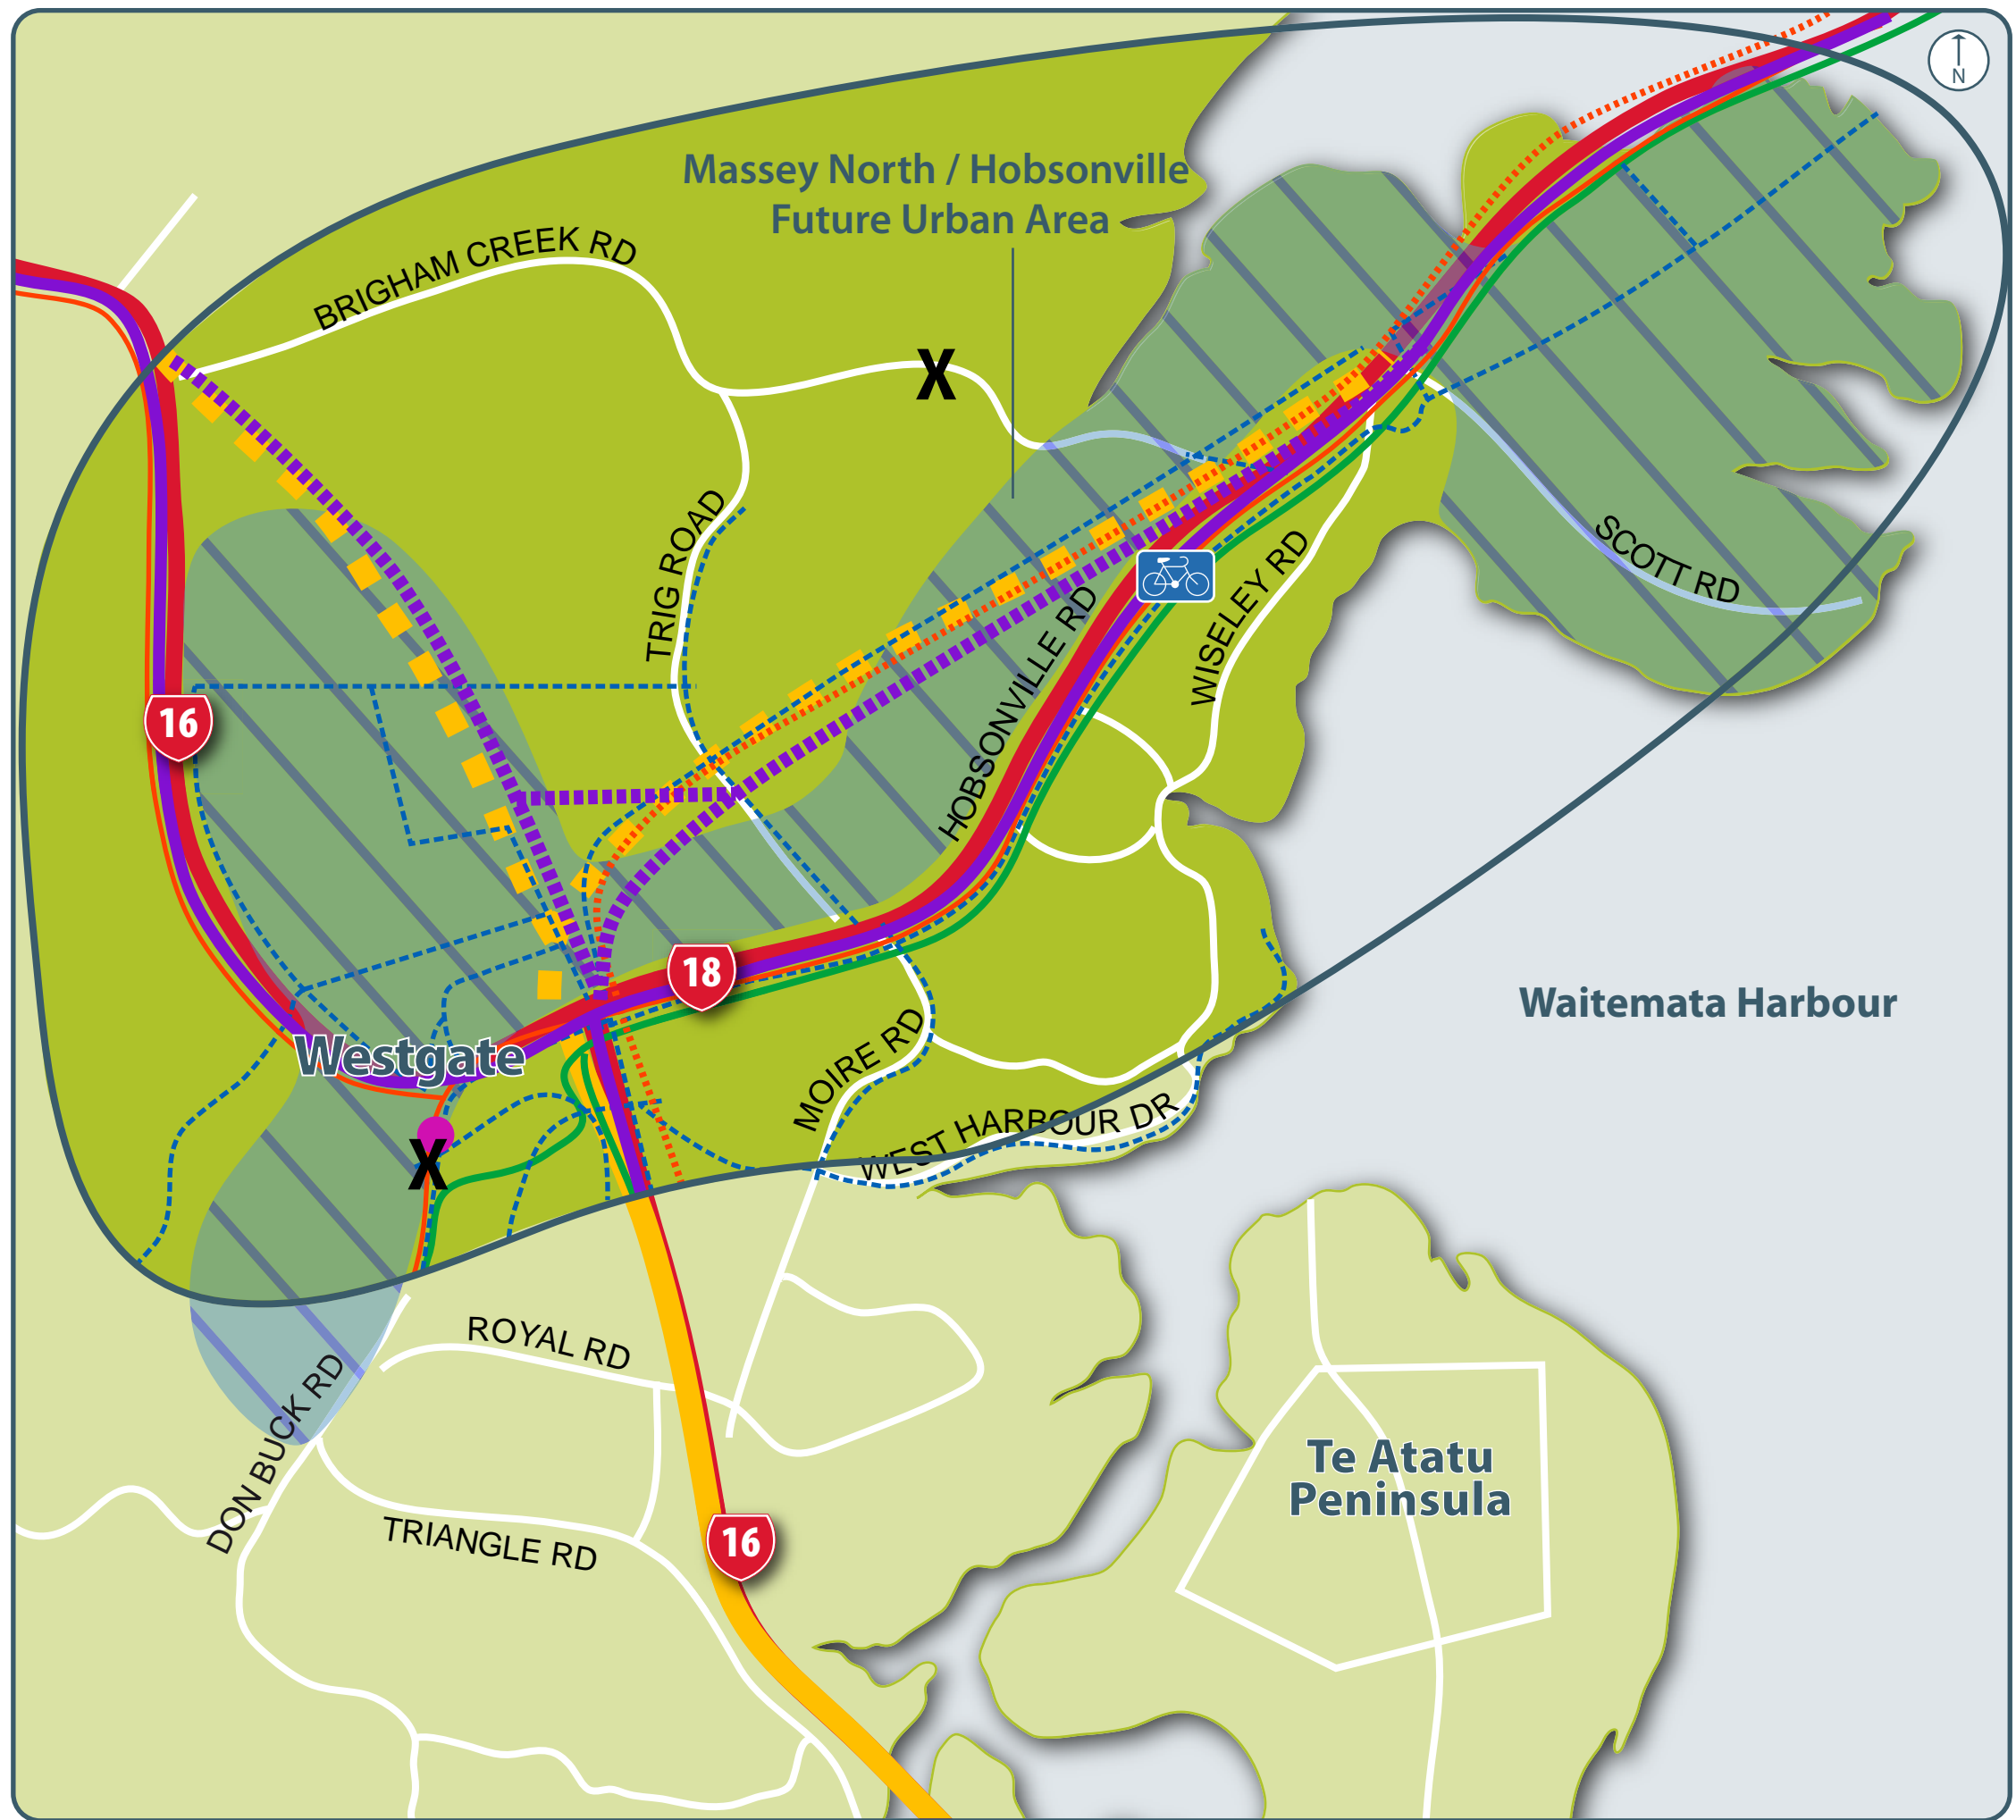 N
Massey North / Hobsonville
Future Urban Area
BRIGHAM CREEK RD
X
TRIG ROAD
SCOTT RD
WISELEY RD
HOBSONVILLE RD
16
18
Waitemata Harbour
Westgate
MOIRE RD
WEST HARBOUR DR
X
ROYAL RD
DON BUCK RD
TRIANGLE RD
16
Te Atatu
Peninsula